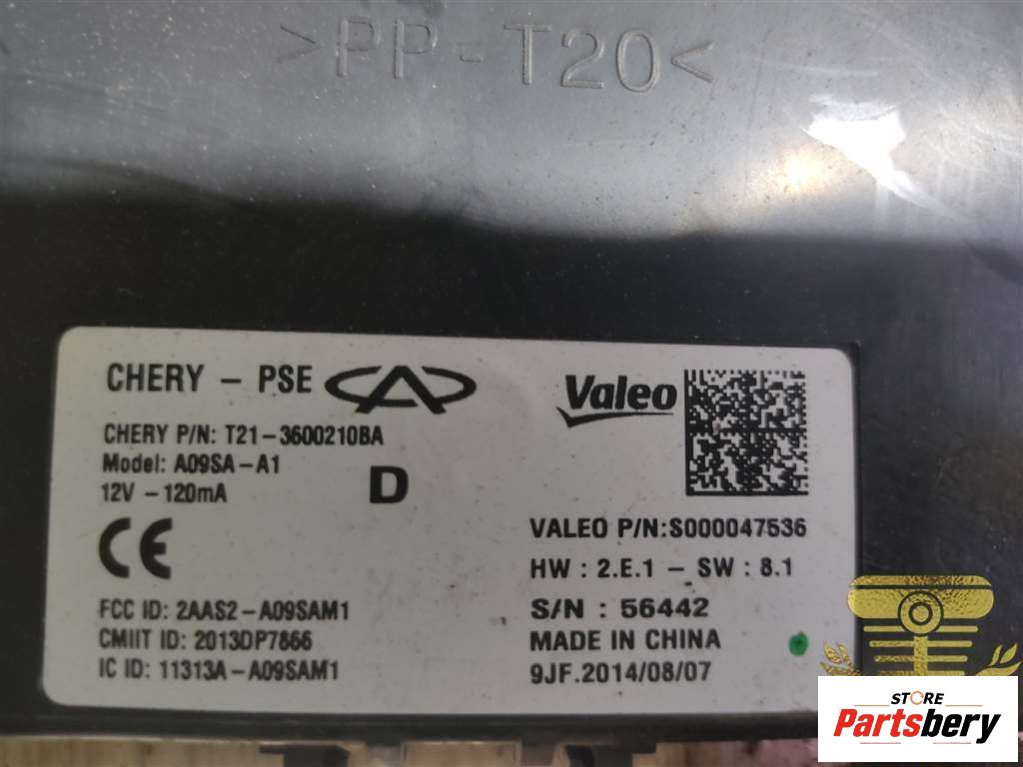 >PP-T20<
CHERY - PSE
Valeo
CHERY P/N: T21-3600210BA
Model: A09SA-A1
12V - 120mA
D
CE
VALEO P/N:S000047536
HW : 2.E.1 - SW : 8.1
FCC ID: 2AAS2-A09SAM1
S/N : 56442
CMIIT ID: 2013DP7866
MADE IN CHINA
IC ID: 11313A-A09SAM1
9JF.2014/08/07
STORE
Partsbery